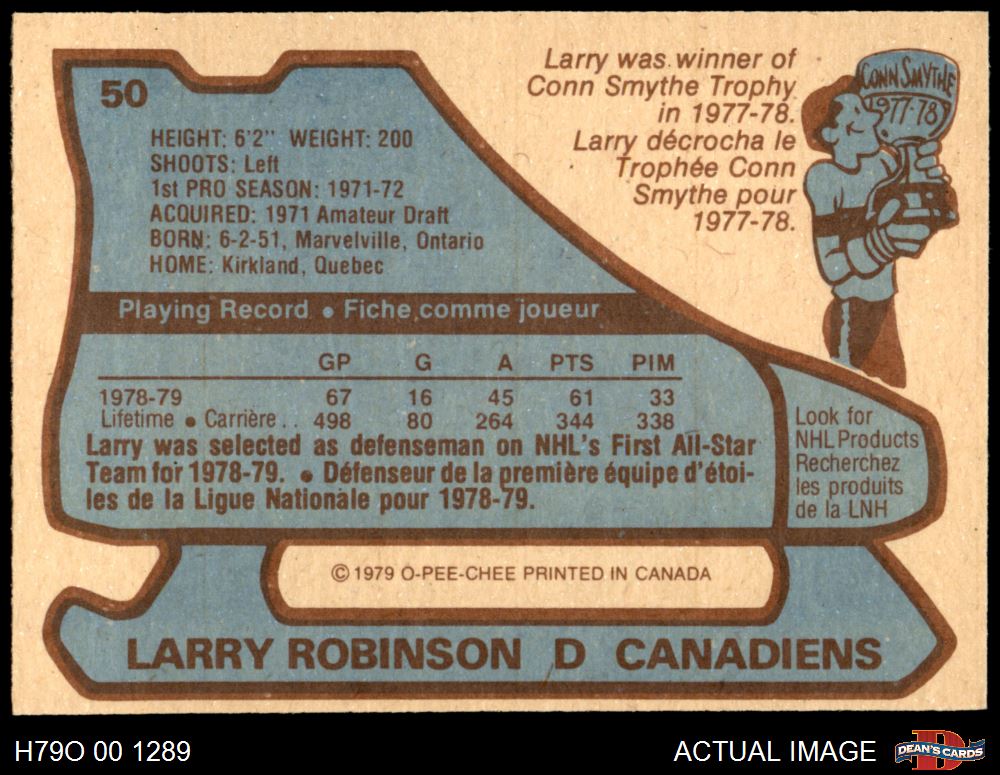 50
HEIGHT: 6'2" WEIGHT: 200
SHOOTS: Left
1st PRO SEASON: 1971-72
ACQUIRED: 1971 Amateur Draft
BORN: 6-2-51, Marvelville, Ontario
HOME: Kirkland, Quebec
Larry was winner of
Conn Smythe Trophy
in 1977-78.
Larry décrocha le
Trophée Conn
Smythe pour
1977-78.
CONN SMYTHE
1977-78
Playing Record • Fiche comme joueur
GP G A PTS PIM
1978-79 67 16 45 61 33
Lifetime • Carrière . . 498 80 264 344 338
Larry was selected as defenseman on NHL's First All-Star
Team for 1978-79. • Défenseur de la première équipe d'étoi-
les de la Ligue Nationale pour 1978-79.
Look for
NHL Products
Recherchez
les produits
de la LNH
© 1979 O-PEE-CHEE PRINTED IN CANADA
LARRY ROBINSON D CANADIENS
H79O 00 1289
ACTUAL IMAGE
D
DEAN'S CARDS